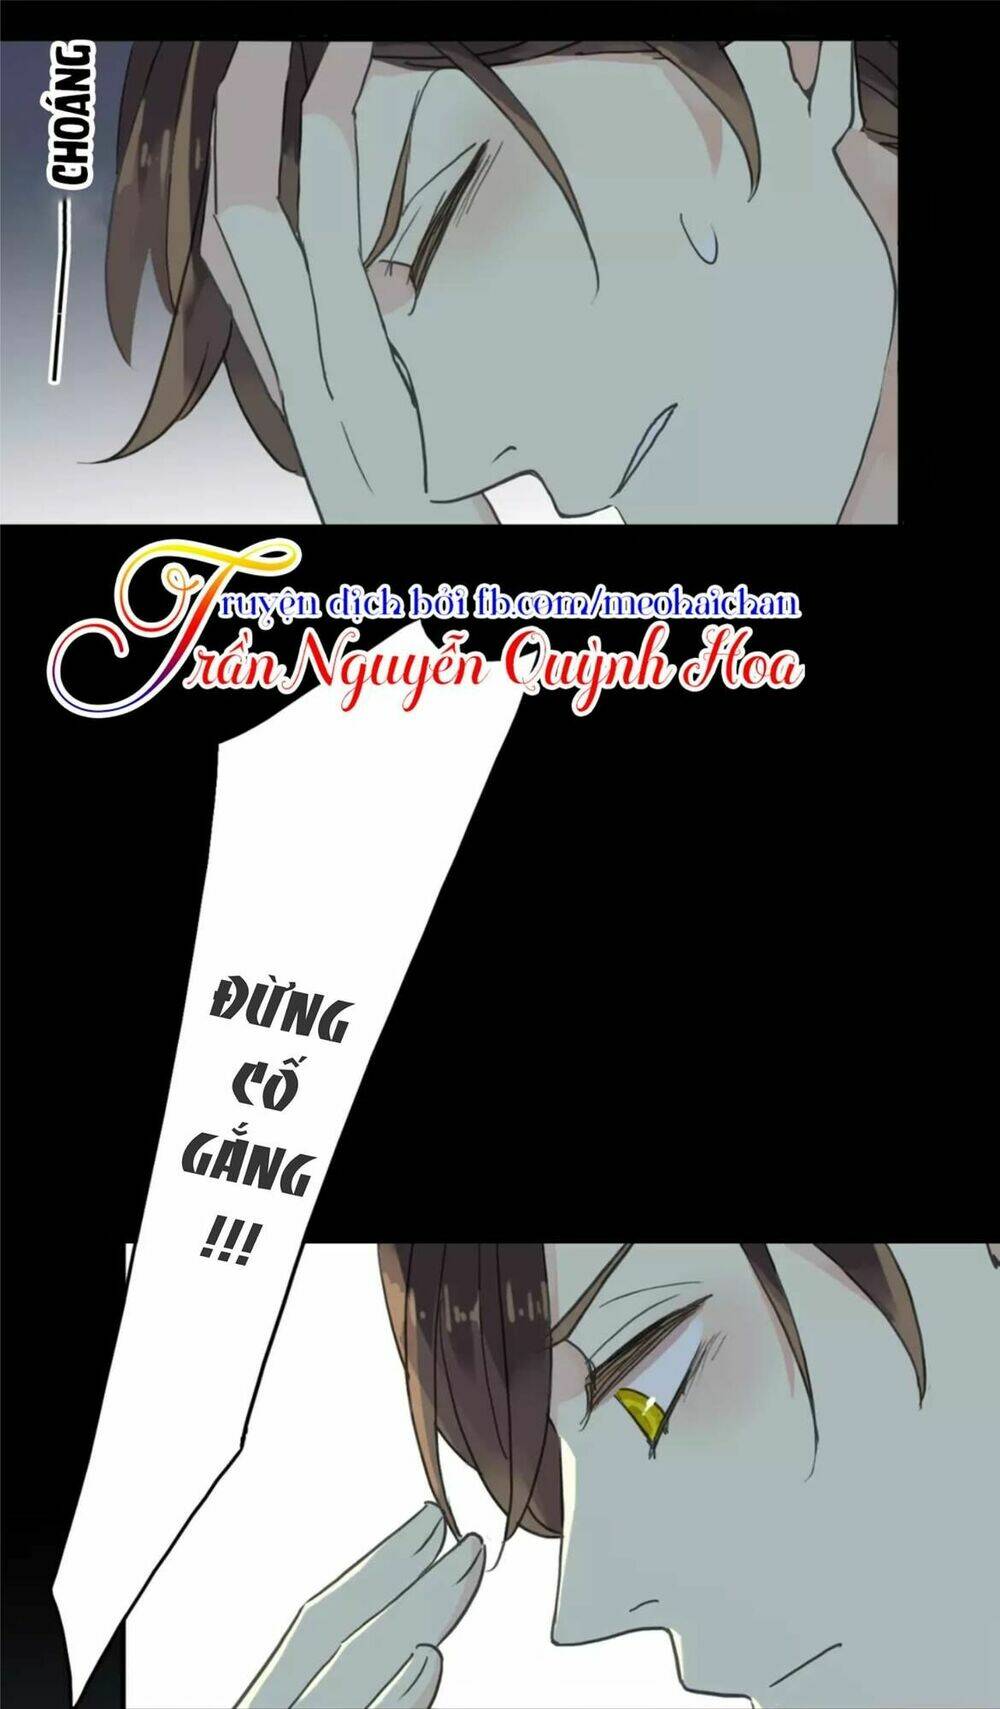 CHOÁNG
Truyện dịch bởi fb.com/meohaichan
Trần Nguyễn Quỳnh Hoa
ĐỪNG
CỐ
GẮNG
!!!